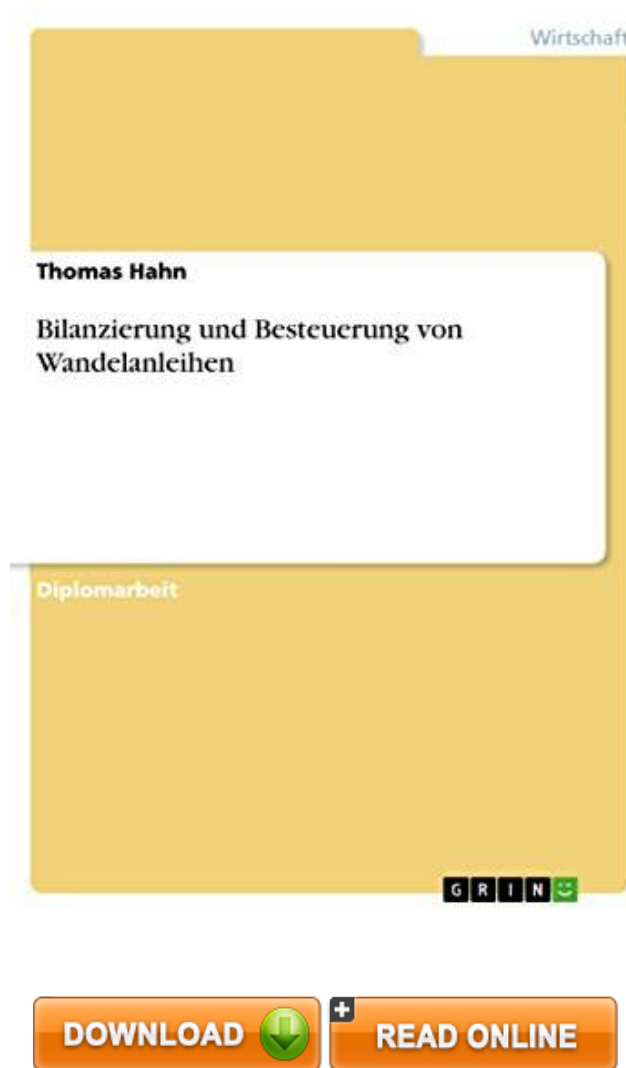 Wirtschaft
Thomas Hahn
Bilanzierung und Besteuerung von
Wandelanleihen
Diplomarbeit
GRIN
DOWNLOAD
READ ONLINE